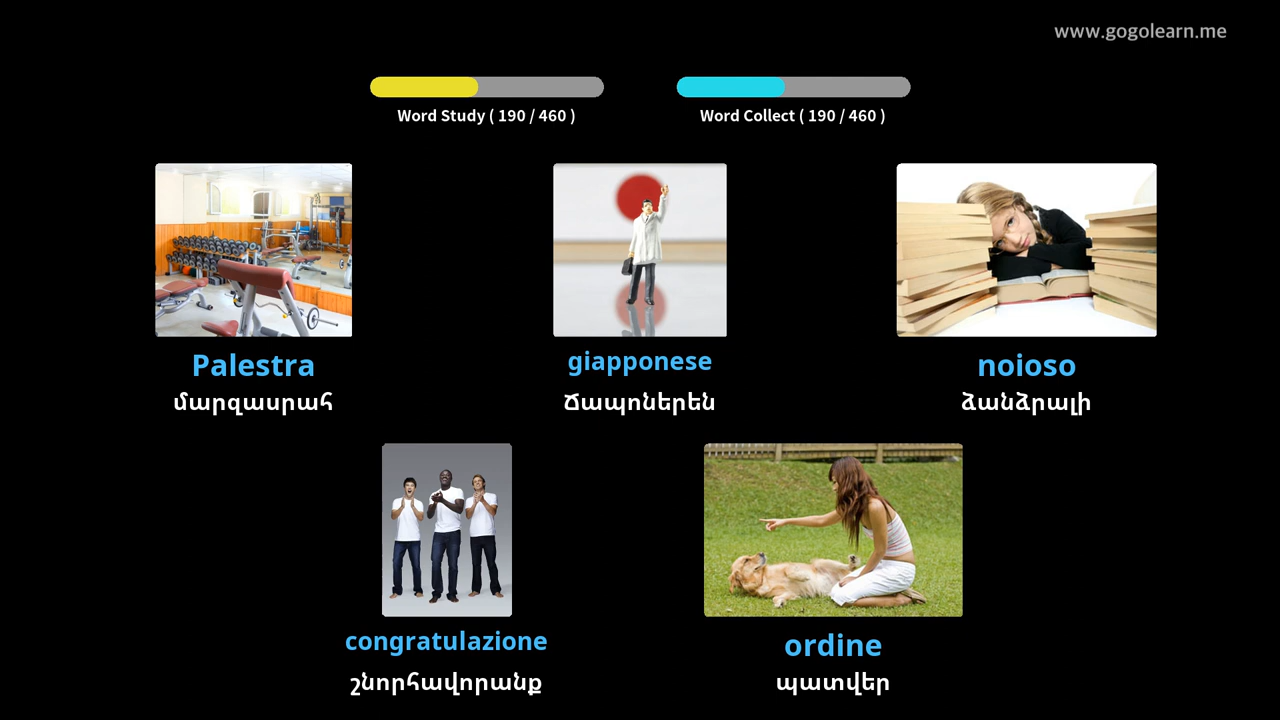 www.gogolearn.me
Word Study ( 190 / 460 )
Word Collect ( 190 / 460 )
Palestra
մարզասրահ
giapponese
Ճապոներեն
noioso
ձանձրալի
congratulazione
շնորհավորանք
ordine
պատվեր